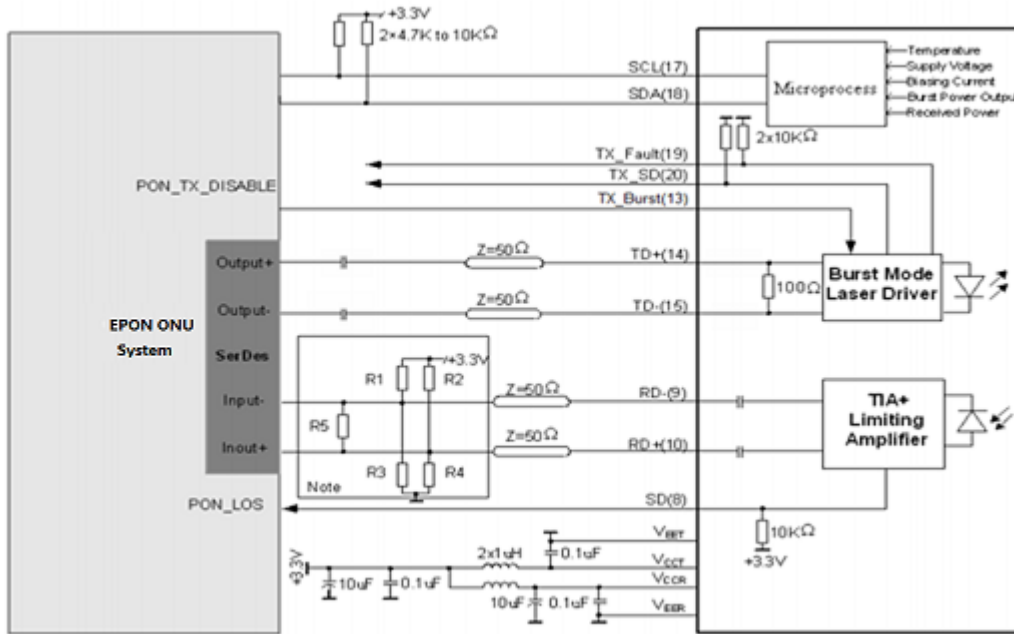 +3.3V
2×4.7K to 10KΩ
SCL(17)
SDA(18)
Microprocess
Temperature
Supply Voltage
Biasing Current
Burst Power Output
Received Power
2x10KΩ
TX_Fault(19)
TX_SD(20)
PON_TX_DISABLE
TX_Burst(13)
Output+
Z=50Ω
TD+(14)
100Ω
Burst Mode
Laser Driver
Output-
Z=50Ω
TD-(15)
EPON ONU
System
SerDes
+3.3V
R1
R2
Input-
Z=50Ω
RD-(9)
R5
TIA+
Limiting
Amplifier
Inout+
Z=50Ω
RD+(10)
R3
R4
Note
PON_LOS
SD(8)
10KΩ
+3.3V
VEET
2x1uH
0.1uF
VCCT
+3.3V
10uF
0.1uF
VCCR
10uF
0.1uF
VEER